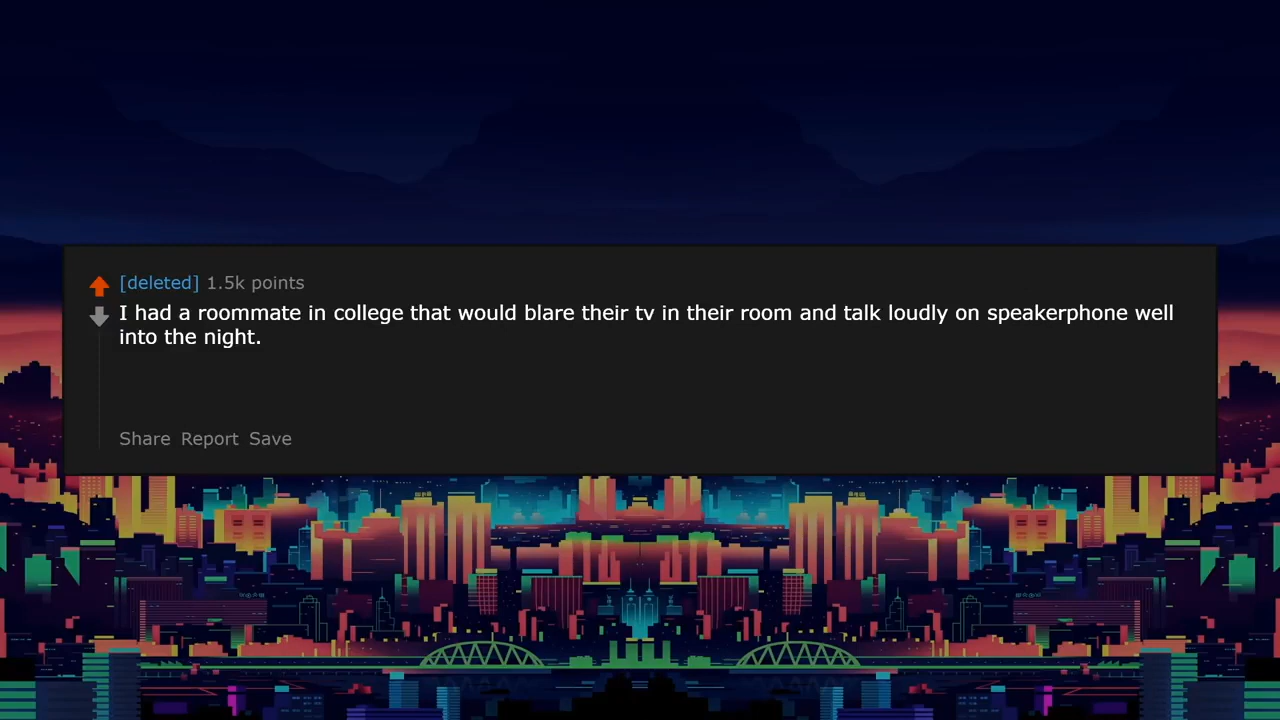 [deleted] 1.5k points
I had a roommate in college that would blare their tv in their room and talk loudly on speakerphone well
into the night.
Share Report Save